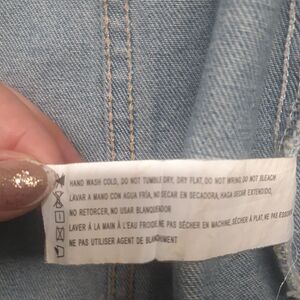 HAND WASH COLD, DO NOT TUMBLE DRY, DRY FLAT, DO NOT WRING, DO NOT BLEACH
LAVAR A MANO CON AGUA FRÍA, NO SECAR EN SECADORA, HAGA SECAR EXTENDIDO,
NO RETORCER, NO USAR BLANQUEADOR
LAVER À LA MAIN À L'EAU FROIDE NE PAS SÉCHER EN MACHINE, SÉCHER À PLAT, NE PAS
NE PAS UTILISER AGENT DE BLANCHIMENT